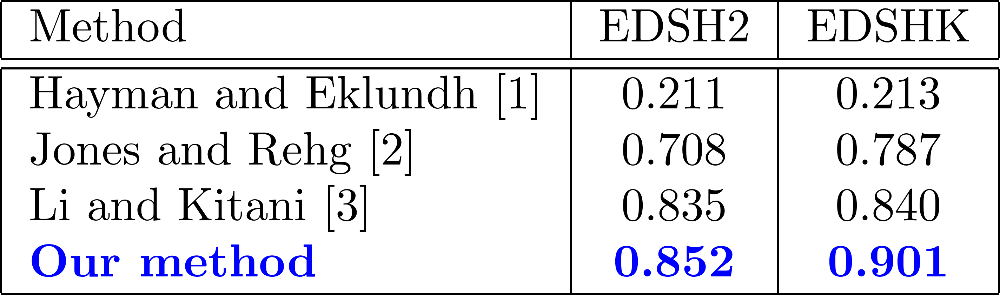 Method EDSH2 EDSHK
Hayman and Eklundh [1] 0.211 0.213
Jones and Rehg [2] 0.708 0.787
Li and Kitani [3] 0.835 0.840
Our method 0.852 0.901